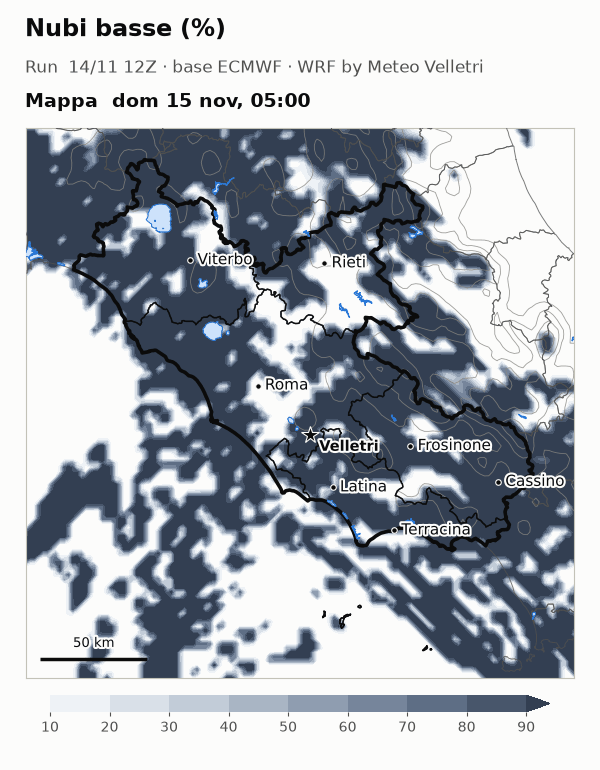 Nubi basse (%)
Run  14/11 12Z · base ECMWF · WRF by Meteo Velletri
Mappa  dom 15 nov, 05:00
Viterbo
Rieti
Roma
Velletri
Frosinone
Latina
Cassino
Terracina
50 km
10 20 30 40 50 60 70 80 90